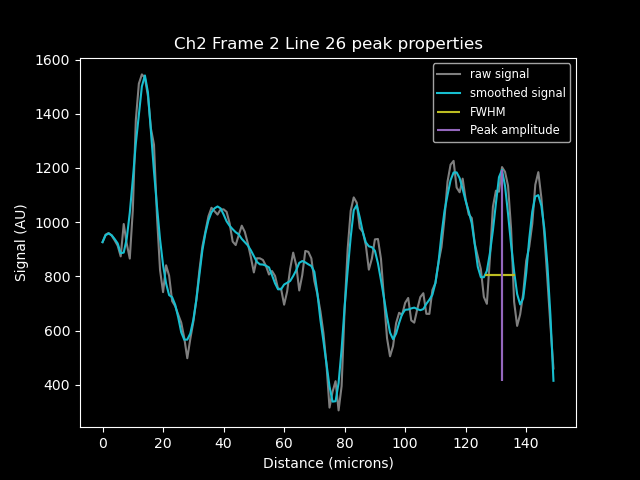 Ch2 Frame 2 Line 26 peak properties
raw signal
smoothed signal
FWHM
Peak amplitude
Signal (AU)
1600
1400
1200
1000
800
600
400
0 20 40 60 80 100 120 140
Distance (microns)